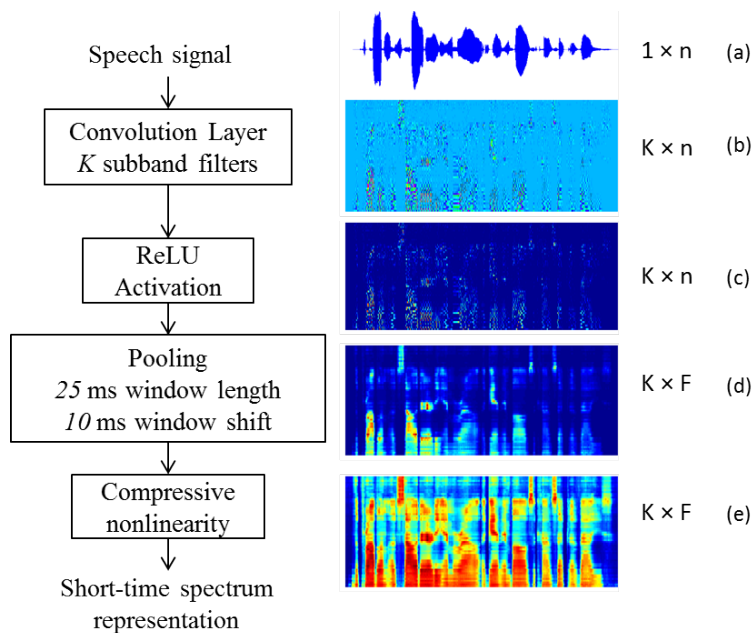 Speech signal
1 × n (a)
Convolution Layer
K subband filters
K × n (b)
ReLU
Activation
K × n (c)
Pooling
25 ms window length
10 ms window shift
K × F (d)
Compressive
nonlinearity
K × F (e)
Short-time spectrum
representation